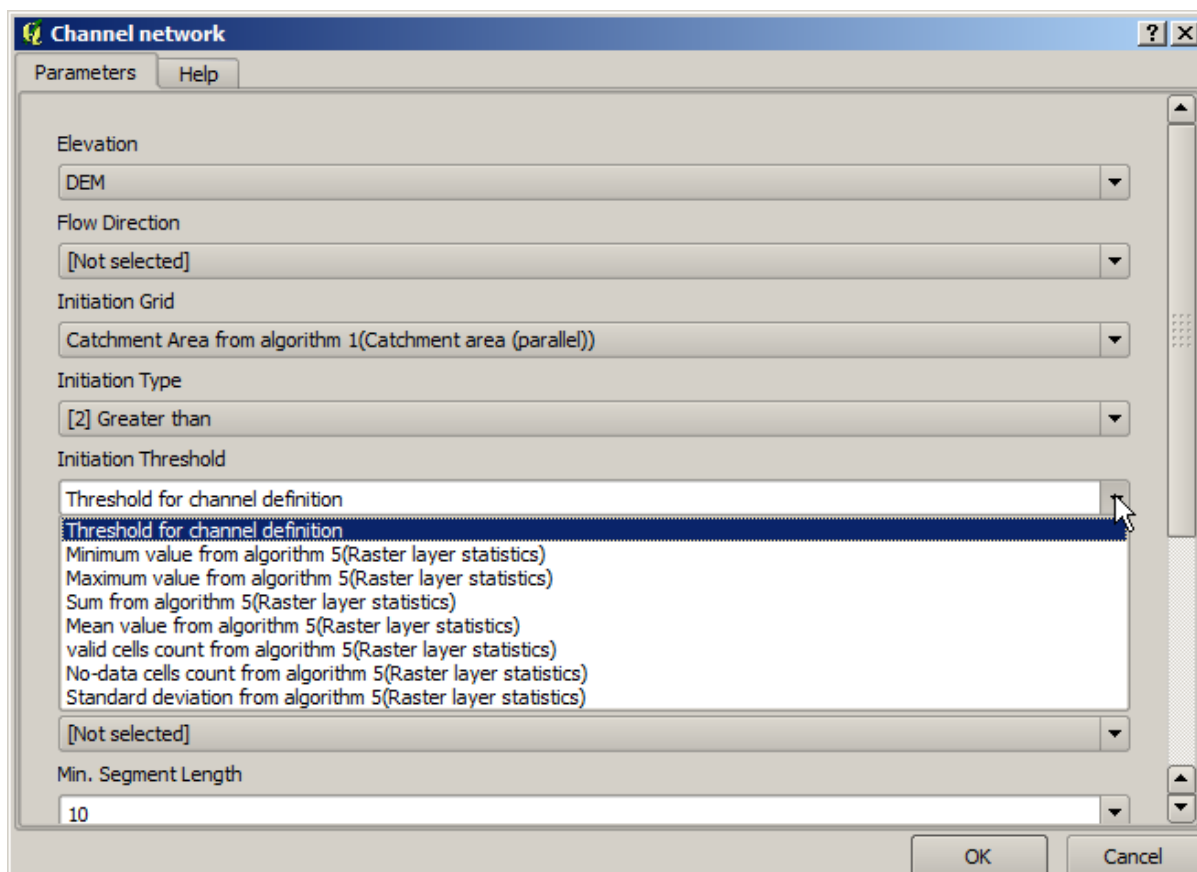 Channel network
Parameters
Help
Elevation
DEM
Flow Direction
[Not selected]
Initiation Grid
Catchment Area from algorithm 1(Catchment area (parallel))
Initiation Type
[2] Greater than
Initiation Threshold
Threshold for channel definition
Threshold for channel definition
Minimum value from algorithm 5(Raster layer statistics)
Maximum value from algorithm 5(Raster layer statistics)
Sum from algorithm 5(Raster layer statistics)
Mean value from algorithm 5(Raster layer statistics)
valid cells count from algorithm 5(Raster layer statistics)
No-data cells count from algorithm 5(Raster layer statistics)
Standard deviation from algorithm 5(Raster layer statistics)
[Not selected]
Min. Segment Length
10
OK
Cancel